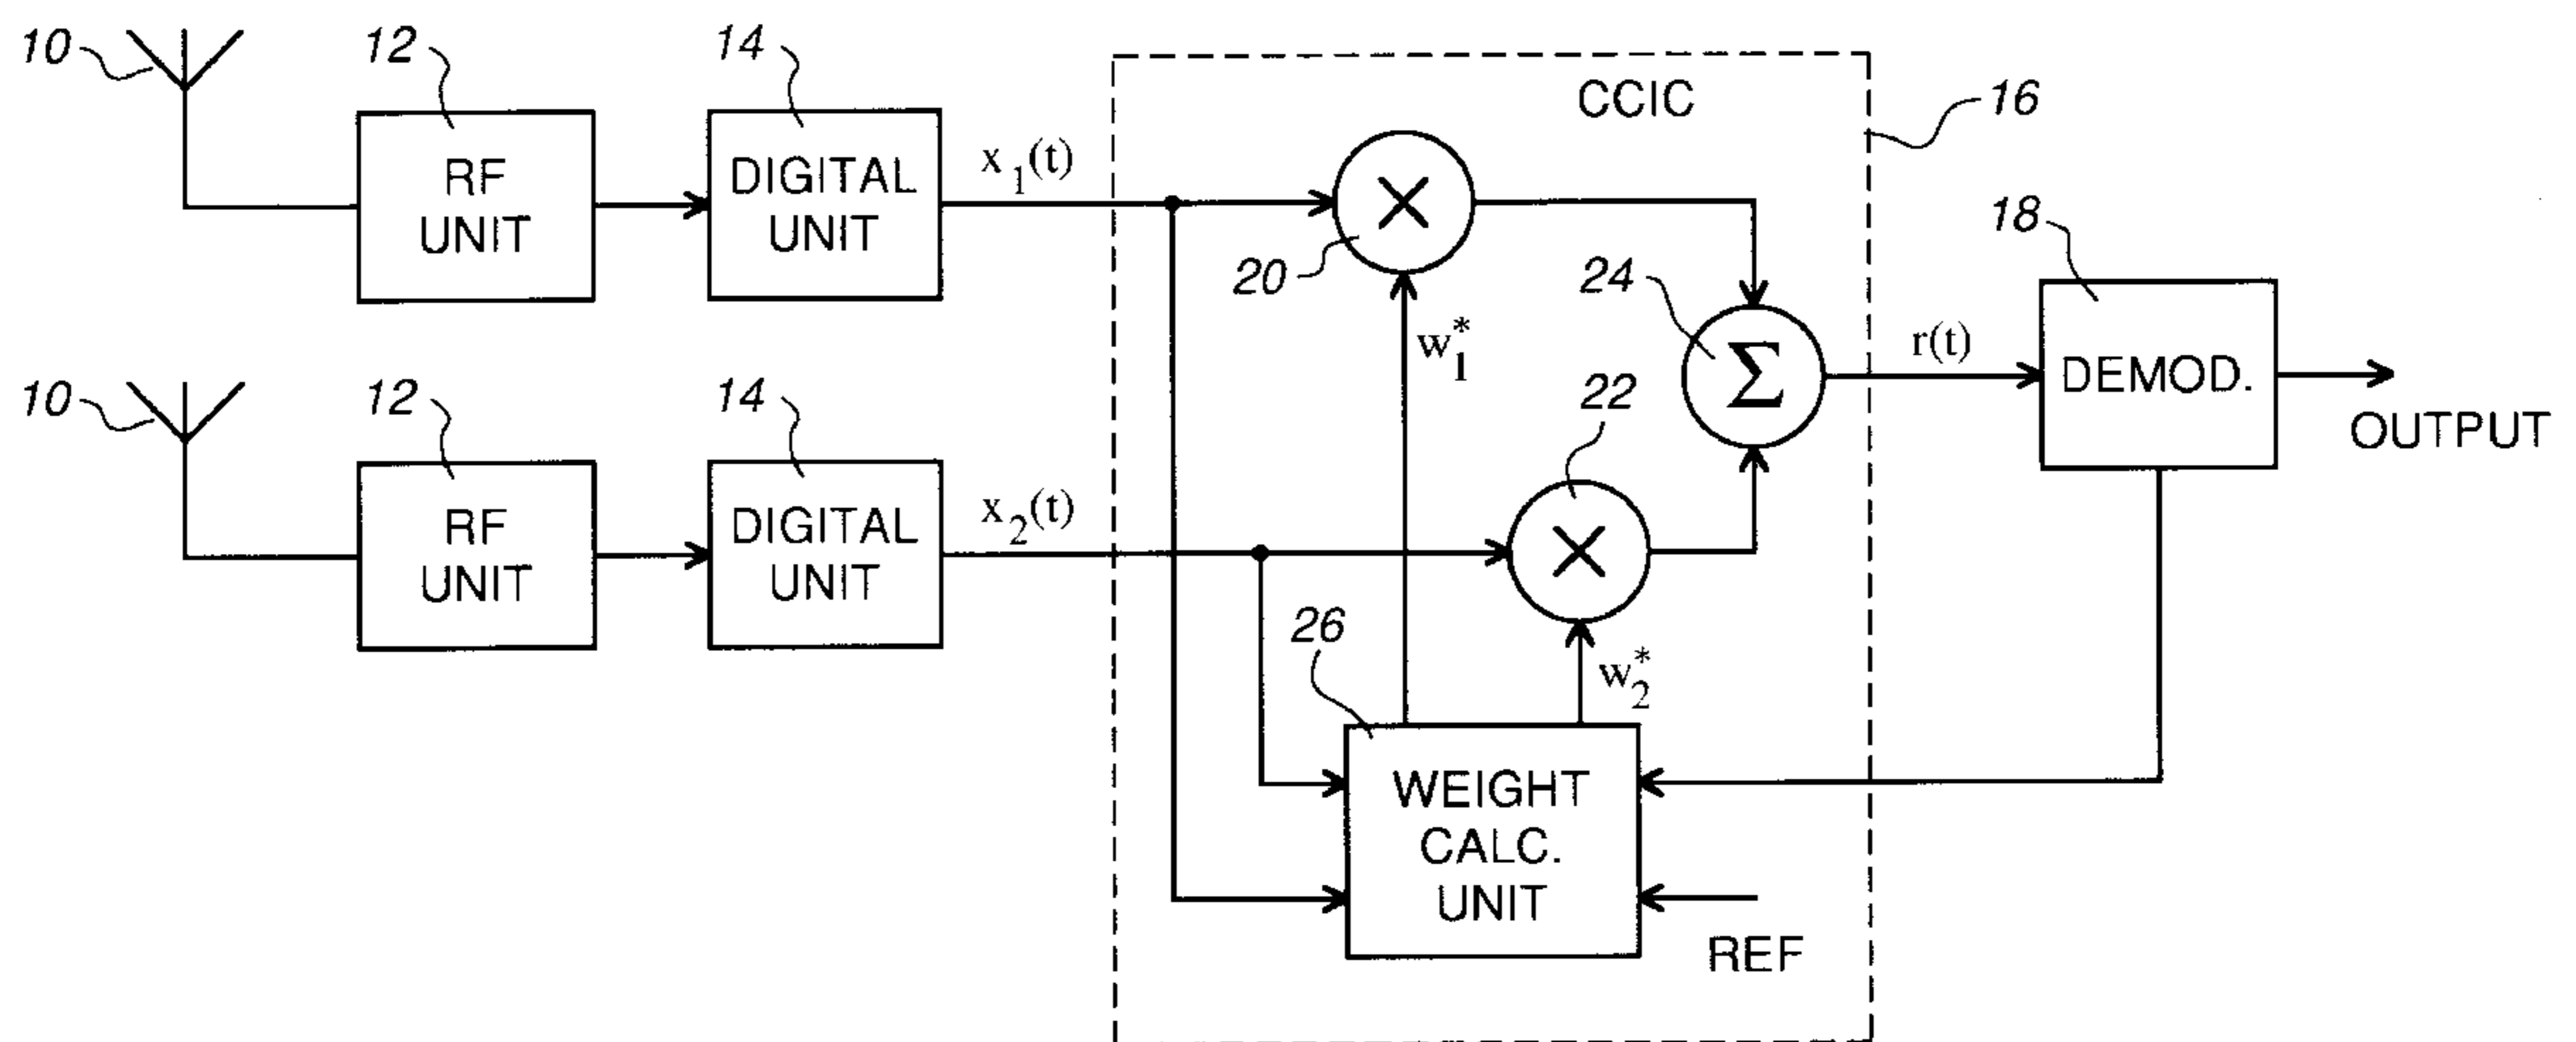 10
12
14
CCIC
16
RF
UNIT
DIGITAL
UNIT
x₁(t)
×
20
24
18
w₁*
Σ
r(t)
DEMOD.
OUTPUT
10
12
14
22
RF
UNIT
DIGITAL
UNIT
x₂(t)
×
26
w₂*
WEIGHT
CALC.
UNIT
REF